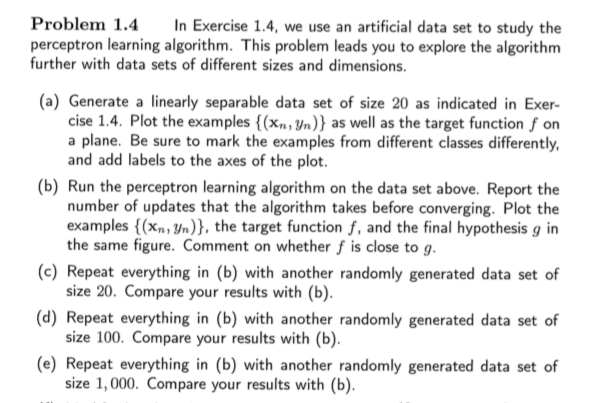 Problem 1.4 In Exercise 1.4, we use an artificial data set to study the
perceptron learning algorithm. This problem leads you to explore the algorithm
further with data sets of different sizes and dimensions.
(a) Generate a linearly separable data set of size 20 as indicated in Exer-
cise 1.4. Plot the examples {(xₙ, yₙ)} as well as the target function f on
a plane. Be sure to mark the examples from different classes differently,
and add labels to the axes of the plot.
(b) Run the perceptron learning algorithm on the data set above. Report the
number of updates that the algorithm takes before converging. Plot the
examples {(xₙ, yₙ)}, the target function f, and the final hypothesis g in
the same figure. Comment on whether f is close to g.
(c) Repeat everything in (b) with another randomly generated data set of
size 20. Compare your results with (b).
(d) Repeat everything in (b) with another randomly generated data set of
size 100. Compare your results with (b).
(e) Repeat everything in (b) with another randomly generated data set of
size 1,000. Compare your results with (b).